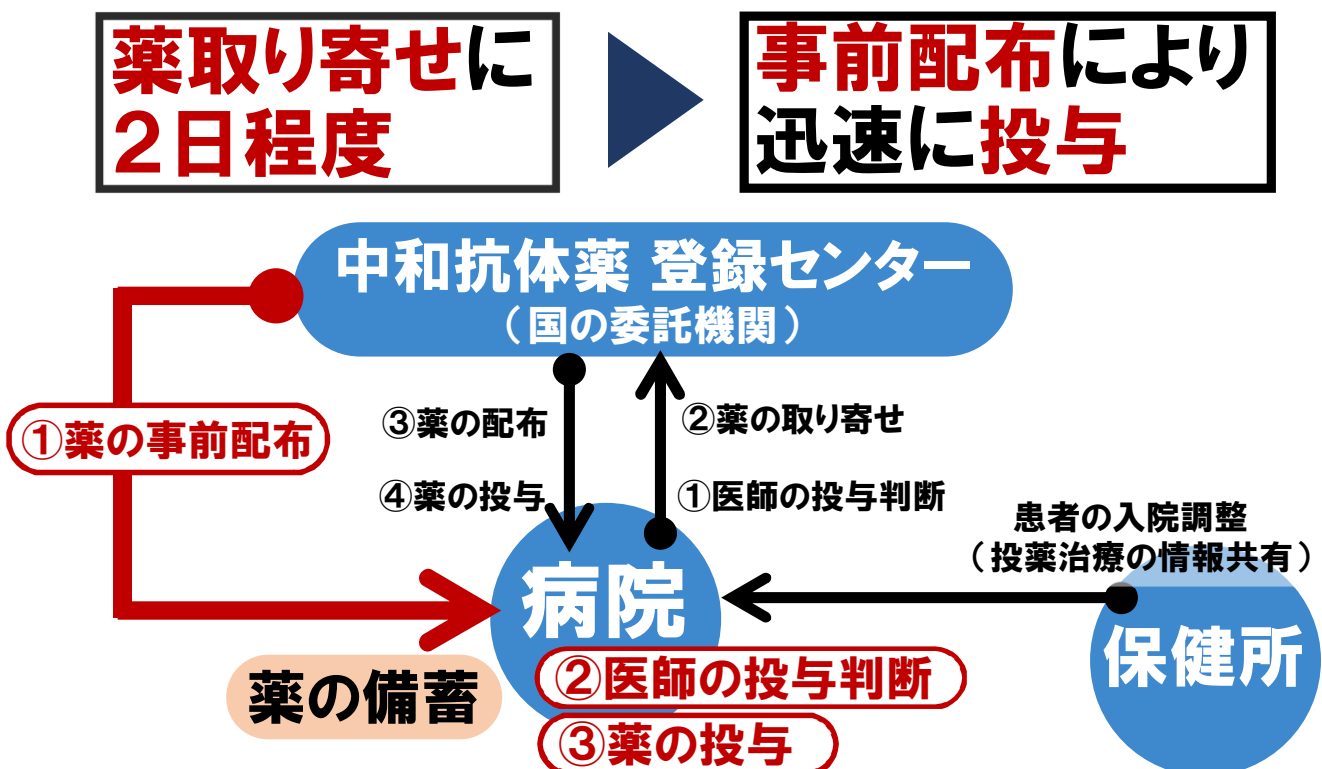 薬取り寄せに
2日程度
事前配布により
迅速に投与
中和抗体薬 登録センター
（国の委託機関）
①薬の事前配布
③薬の配布
②薬の取り寄せ
④薬の投与
①医師の投与判断
患者の入院調整
（投薬治療の情報共有）
病院
保健所
薬の備蓄
②医師の投与判断
③薬の投与